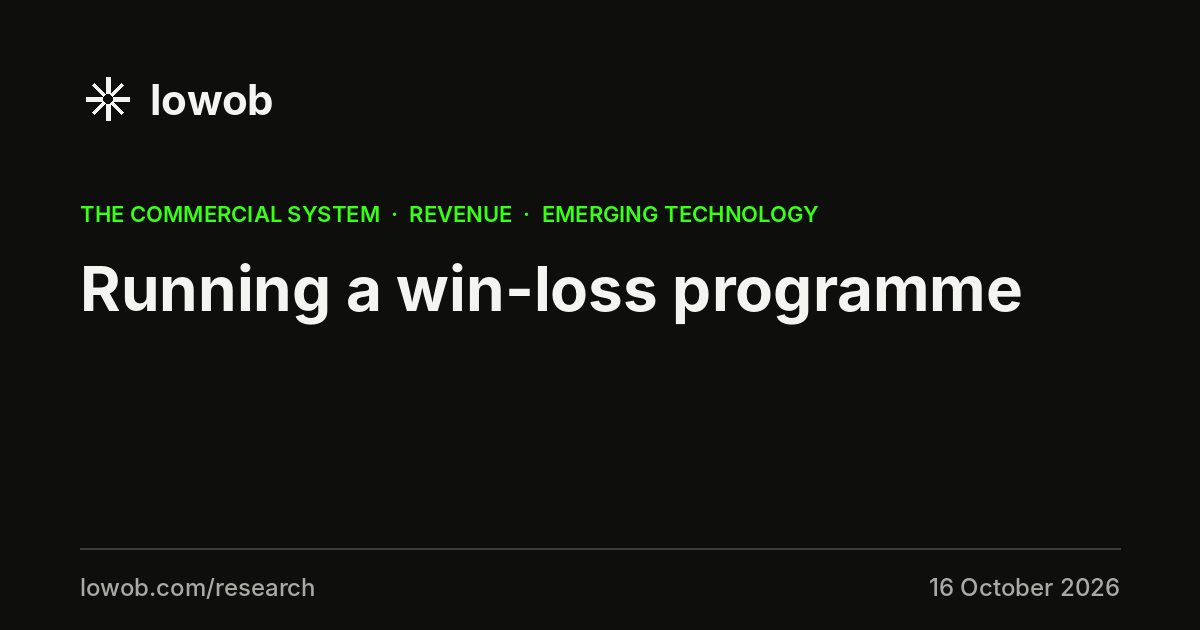 lowob
THE COMMERCIAL SYSTEM · REVENUE · EMERGING TECHNOLOGY
Running a win-loss programme
lowob.com/research
16 October 2026